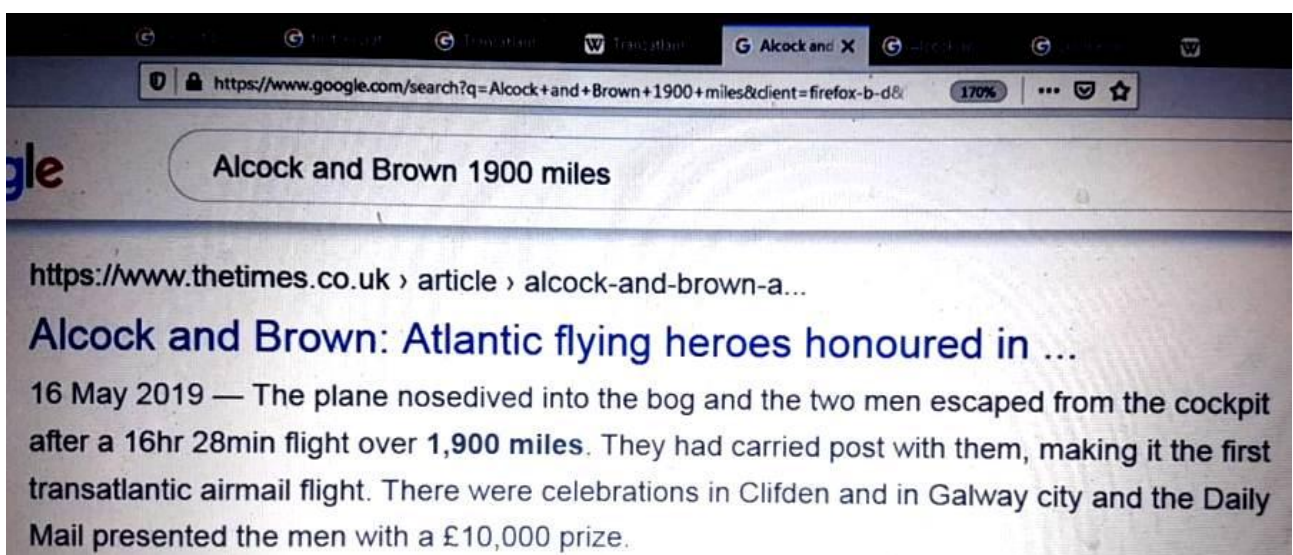 Alcock and
https://www.google.com/search?q=Alcock+and+Brown+1900+miles&client=firefox-b-d&
170%
gle
Alcock and Brown 1900 miles
https://www.thetimes.co.uk › article › alcock-and-brown-a...
Alcock and Brown: Atlantic flying heroes honoured in ...
16 May 2019 — The plane nosedived into the bog and the two men escaped from the cockpit
after a 16hr 28min flight over 1,900 miles. They had carried post with them, making it the first
transatlantic airmail flight. There were celebrations in Clifden and in Galway city and the Daily
Mail presented the men with a £10,000 prize.